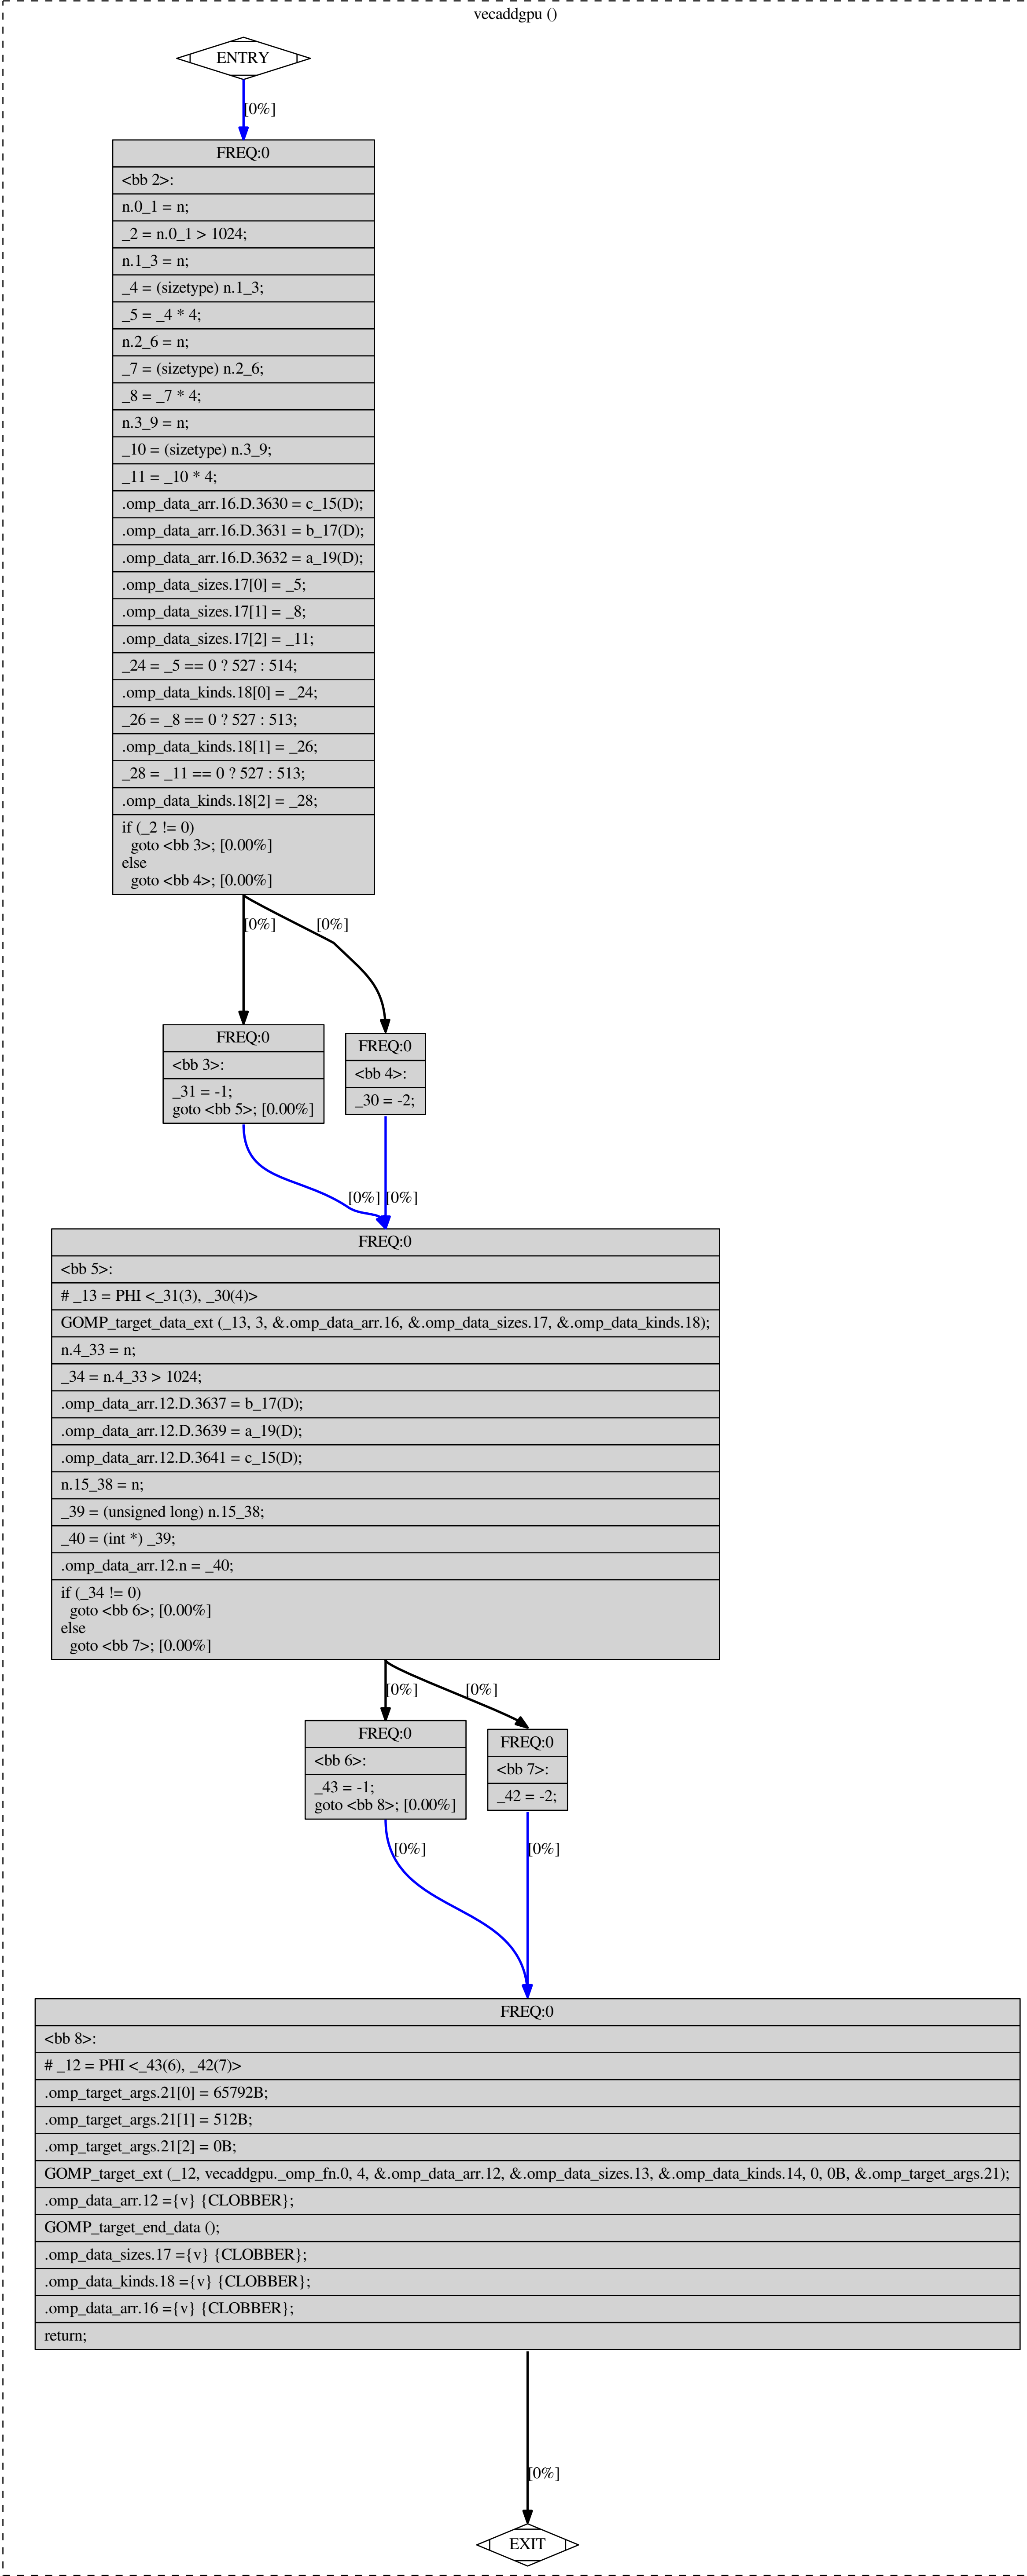 vecaddgpu ()
ENTRY
[0%]
FREQ:0
<bb 2>:
n.0_1 = n;
_2 = n.0_1 > 1024;
n.1_3 = n;
_4 = (sizetype) n.1_3;
_5 = _4 * 4;
n.2_6 = n;
_7 = (sizetype) n.2_6;
_8 = _7 * 4;
n.3_9 = n;
_10 = (sizetype) n.3_9;
_11 = _10 * 4;
.omp_data_arr.16.D.3630 = c_15(D);
.omp_data_arr.16.D.3631 = b_17(D);
.omp_data_arr.16.D.3632 = a_19(D);
.omp_data_sizes.17[0] = _5;
.omp_data_sizes.17[1] = _8;
.omp_data_sizes.17[2] = _11;
_24 = _5 == 0 ? 527 : 514;
.omp_data_kinds.18[0] = _24;
_26 = _8 == 0 ? 527 : 513;
.omp_data_kinds.18[1] = _26;
_28 = _11 == 0 ? 527 : 513;
.omp_data_kinds.18[2] = _28;
if (_2 != 0)
goto <bb 3>; [0.00%]
else
goto <bb 4>; [0.00%]
[0%] [0%]
FREQ:0
<bb 3>:
_31 = -1;
goto <bb 5>; [0.00%]
FREQ:0
<bb 4>:
_30 = -2;
[0%] [0%]
FREQ:0
<bb 5>:
# _13 = PHI <_31(3), _30(4)>
GOMP_target_data_ext (_13, 3, &.omp_data_arr.16, &.omp_data_sizes.17, &.omp_data_kinds.18);
n.4_33 = n;
_34 = n.4_33 > 1024;
.omp_data_arr.12.D.3637 = b_17(D);
.omp_data_arr.12.D.3639 = a_19(D);
.omp_data_arr.12.D.3641 = c_15(D);
n.15_38 = n;
_39 = (unsigned long) n.15_38;
_40 = (int *) _39;
.omp_data_arr.12.n = _40;
if (_34 != 0)
goto <bb 6>; [0.00%]
else
goto <bb 7>; [0.00%]
[0%] [0%]
FREQ:0
<bb 6>:
_43 = -1;
goto <bb 8>; [0.00%]
FREQ:0
<bb 7>:
_42 = -2;
[0%] [0%]
FREQ:0
<bb 8>:
# _12 = PHI <_43(6), _42(7)>
.omp_target_args.21[0] = 65792B;
.omp_target_args.21[1] = 512B;
.omp_target_args.21[2] = 0B;
GOMP_target_ext (_12, vecaddgpu._omp_fn.0, 4, &.omp_data_arr.12, &.omp_data_sizes.13, &.omp_data_kinds.14, 0, 0B, &.omp_target_args.21);
.omp_data_arr.12 ={v} {CLOBBER};
GOMP_target_end_data ();
.omp_data_sizes.17 ={v} {CLOBBER};
.omp_data_kinds.18 ={v} {CLOBBER};
.omp_data_arr.16 ={v} {CLOBBER};
return;
[0%]
EXIT